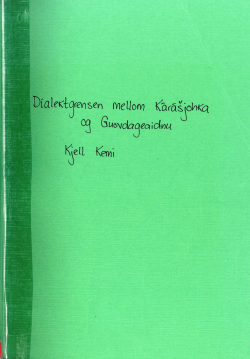 Dialektgrensen mellom Kárášjohka
og Guovdageaidnu
Kjell Kemi